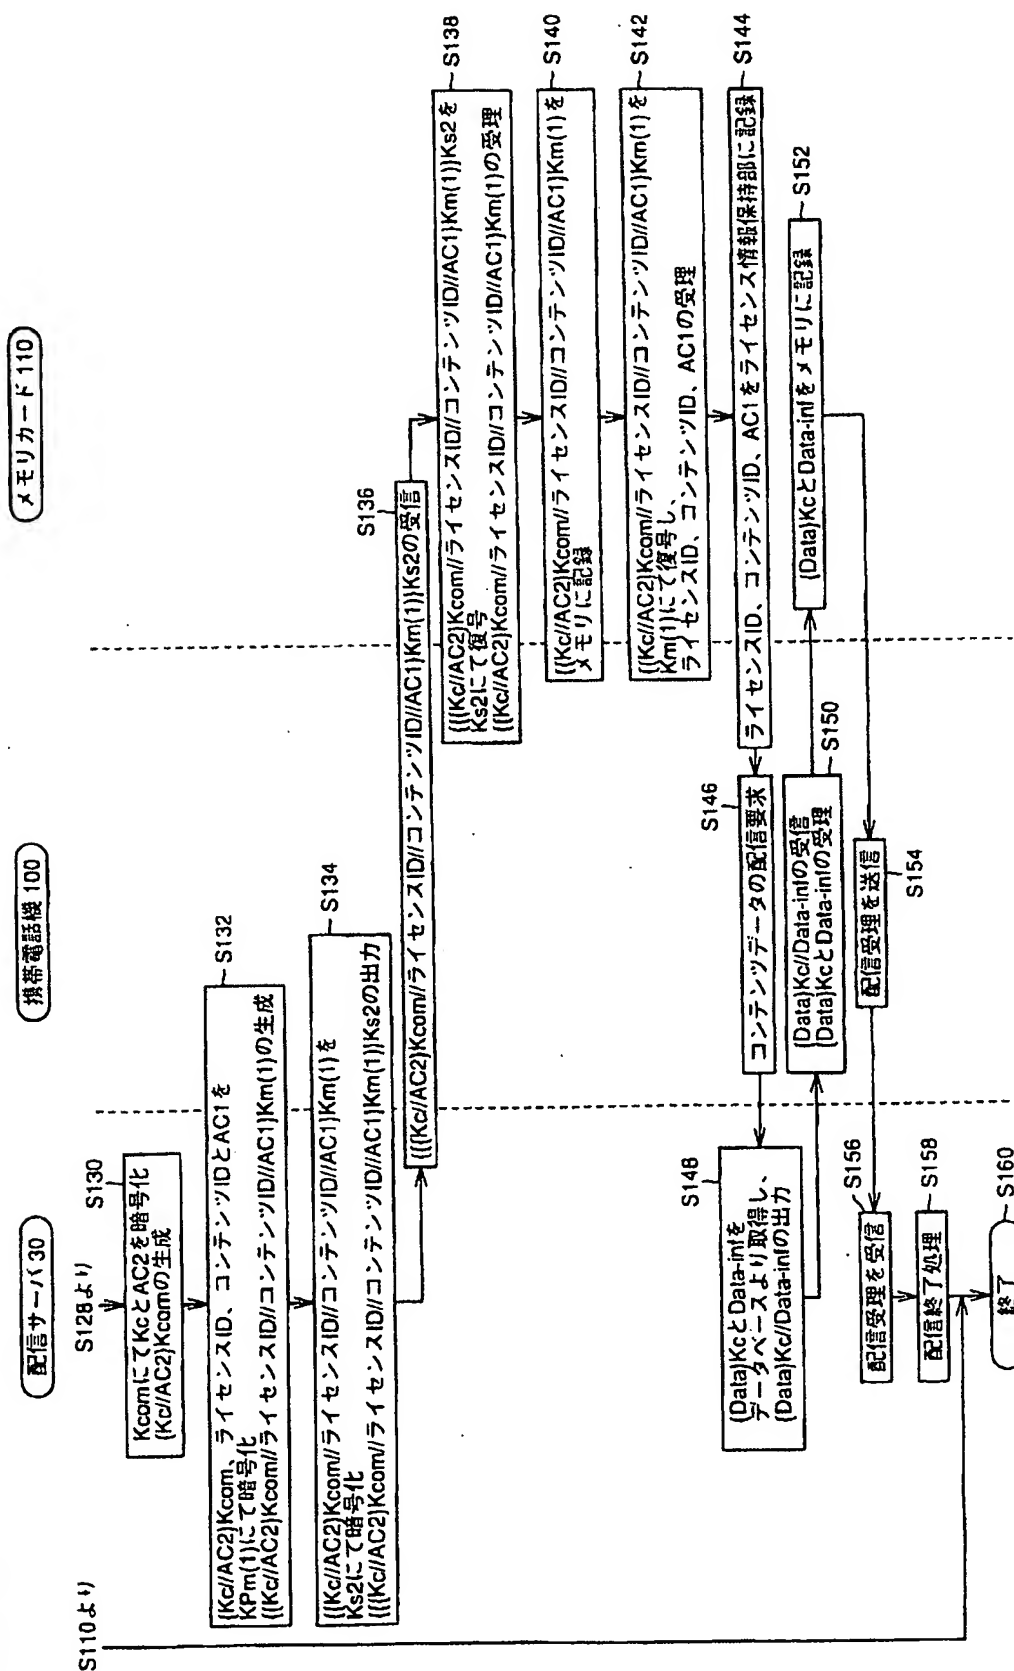 配信サーバ30
携帯電話機 100
メモリカード 110
S110より
S128より
S130
KcomにてKcとAC2を暗号化
{Kc//AC2}Kcomの生成
S132
{Kc//AC2}Kcom、ライセンスID、コンテンツIDとAC1を
KPm(1)にて暗号化
{{Kc//AC2}Kcom//ライセンスID//コンテンツID//AC1}Km(1)の生成
S134
{{Kc//AC2}Kcom//ライセンスID//コンテンツID//AC1}Km(1)を
Ks2にて暗号化
{{{Kc//AC2}Kcom//ライセンスID//コンテンツID//AC1}Km(1)}Ks2の出力
S136
{{{Kc//AC2}Kcom//ライセンスID//コンテンツID//AC1}Km(1)}Ks2の受信
S138
{{{Kc//AC2}Kcom//ライセンスID//コンテンツID//AC1}Km(1)}Ks2を
Ks2にて復号
{{Kc//AC2}Kcom//ライセンスID//コンテンツID//AC1}Km(1)の受理
S140
{{Kc//AC2}Kcom//ライセンスID//コンテンツID//AC1}Km(1)を
メモリに記録
S142
{{Kc//AC2}Kcom//ライセンスID//コンテンツID//AC1}Km(1)を
Km(1)にて復号し、
ライセンスID、コンテンツID、AC1の受理
S144
ライセンスID、コンテンツID、AC1をライセンス情報保持部に記録
S146
コンテンツデータの配信要求
S148
{Data}KcとData-infを
データベースより取得し、
{Data}Kc//Data-infの出力
S150
{Data}Kc//Data-infの受信
{Data}KcとData-infの受理
S152
{Data}KcとData-infをメモリに記録
配信受理を送信
S154
S156
配信受理を受信
S158
配信終了処理
S160
終了